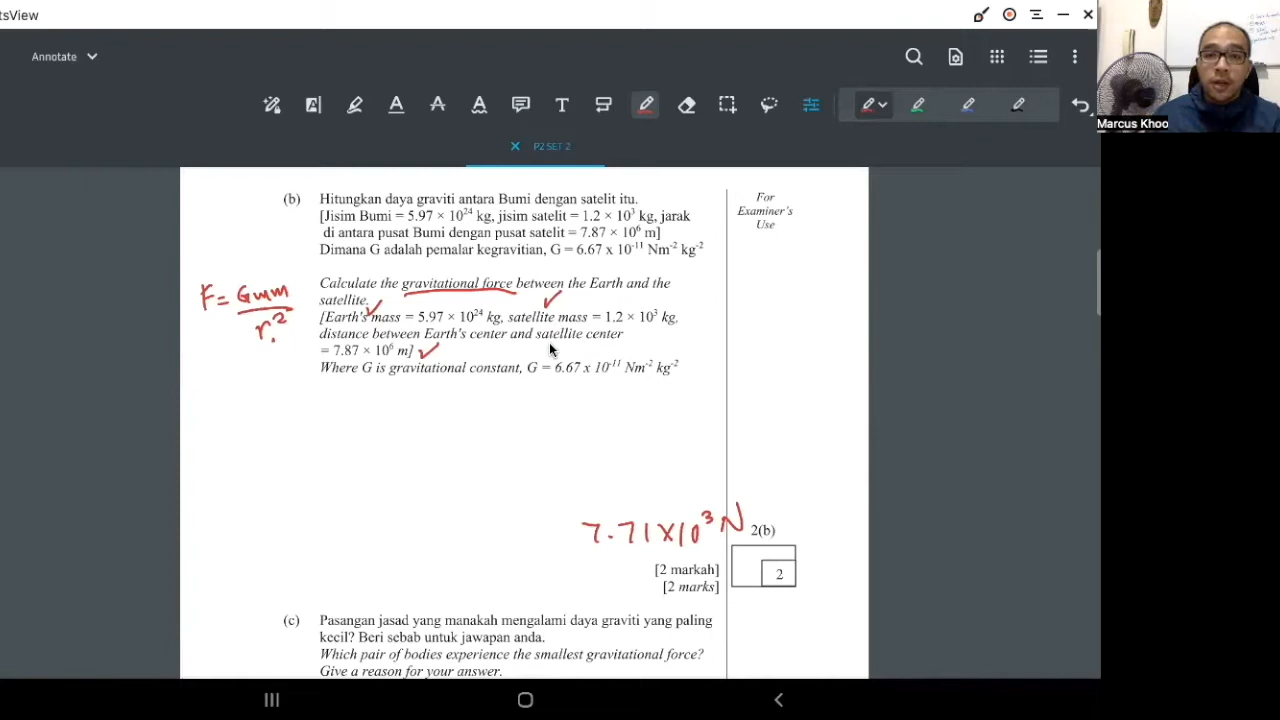 tsView
Annotate
Marcus Khoo
P2 SET 2
(b) Hitungkan daya graviti antara Bumi dengan satelit itu.
[Jisim Bumi = 5.97 × 10²⁴ kg, jisim satelit = 1.2 × 10³ kg, jarak
di antara pusat Bumi dengan pusat satelit = 7.87 × 10⁶ m]
Dimana G adalah pemalar kegravitian, G = 6.67 x 10⁻¹¹ Nm⁻² kg⁻²
For
Examiner's
Use
Calculate the gravitational force between the Earth and the
satellite.
[Earth's mass = 5.97 × 10²⁴ kg, satellite mass = 1.2 × 10³ kg,
distance between Earth's center and satellite center
= 7.87 × 10⁶ m]
Where G is gravitational constant, G = 6.67 x 10⁻¹¹ Nm⁻² kg⁻²
F = GMm
r²
7.71×10³ N
2(b)
2
[2 markah]
[2 marks]
(c) Pasangan jasad yang manakah mengalami daya graviti yang paling
kecil? Beri sebab untuk jawapan anda.
Which pair of bodies experience the smallest gravitational force?
Give a reason for your answer.